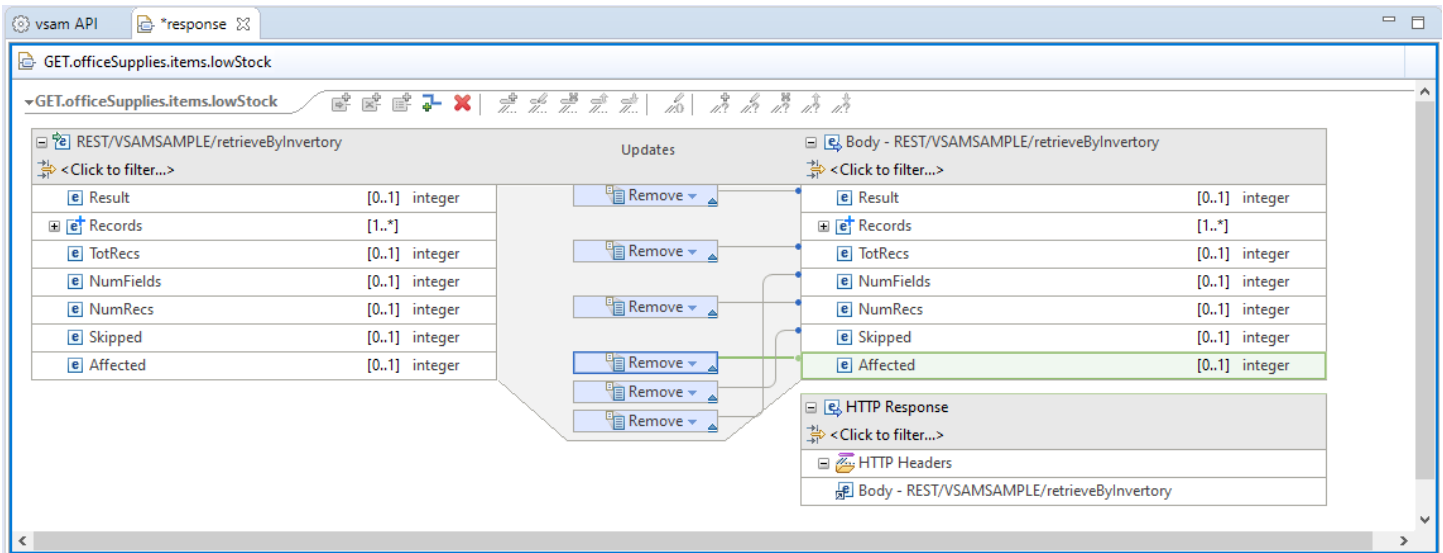 vsam API *response
GET.officeSupplies.items.lowStock
GET.officeSupplies.items.lowStock
REST/VSAMSAMPLE/retrieveByInvertory Updates Body - REST/VSAMSAMPLE/retrieveByInvertory
<Click to filter...> <Click to filter...>
Result [0..1] integer Remove Result [0..1] integer
Records [1..*] Records [1..*]
TotRecs [0..1] integer Remove TotRecs [0..1] integer
NumFields [0..1] integer NumFields [0..1] integer
NumRecs [0..1] integer Remove NumRecs [0..1] integer
Skipped [0..1] integer Skipped [0..1] integer
Affected [0..1] integer Remove Affected [0..1] integer
Remove
Remove
HTTP Response
<Click to filter...>
HTTP Headers
Body - REST/VSAMSAMPLE/retrieveByInvertory